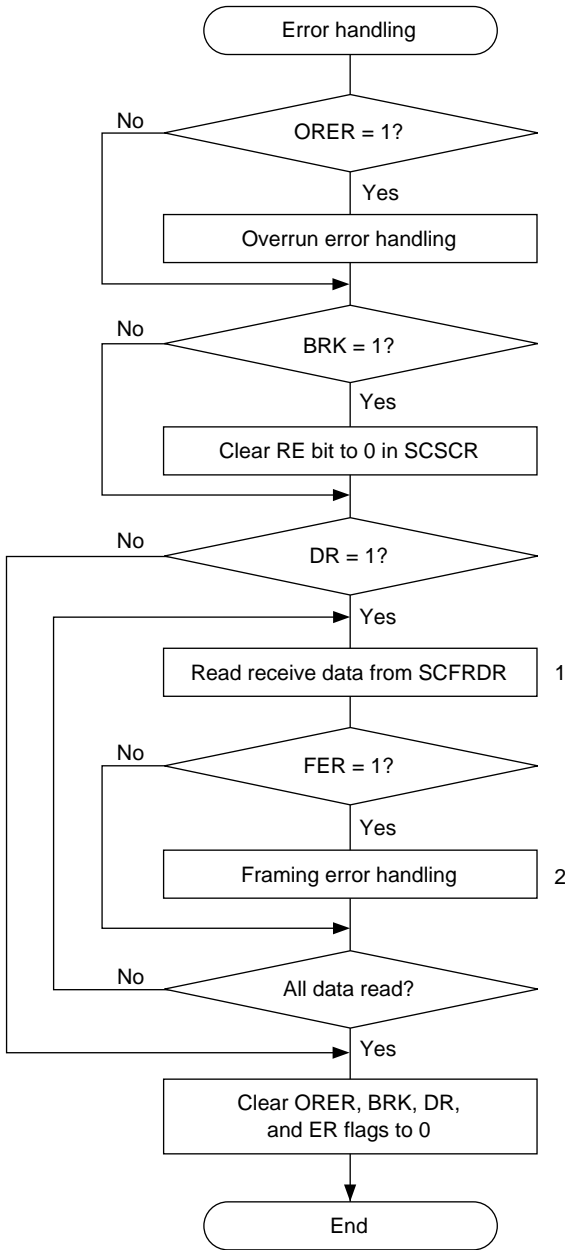 Error handling
No
ORER = 1?
Yes
Overrun error handling
No
BRK = 1?
Yes
Clear RE bit to 0 in SCSCR
No
DR = 1?
Yes
Read receive data from SCFRDR 1
No
FER = 1?
Yes
Framing error handling 2
No
All data read?
Yes
Clear ORER, BRK, DR,
and ER flags to 0
End